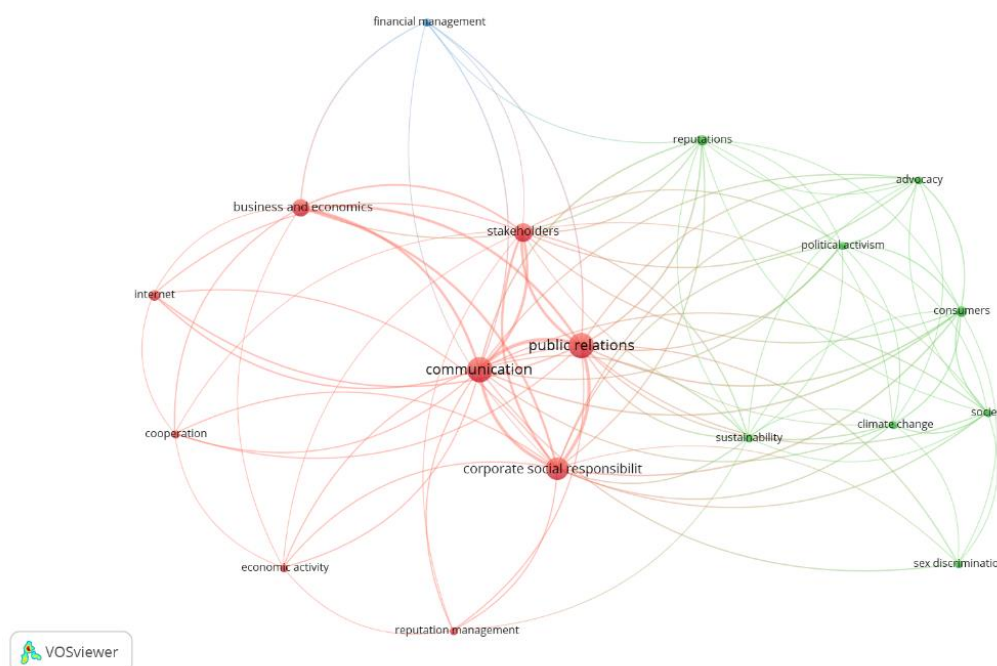 financial management
reputations
advocacy
business and economics
stakeholders
political activism
internet
consumers
public relations
communication
socie
climate change
cooperation
sustainability
corporate social responsibilit
sex discriminatio
economic activity
reputation management
VOSviewer